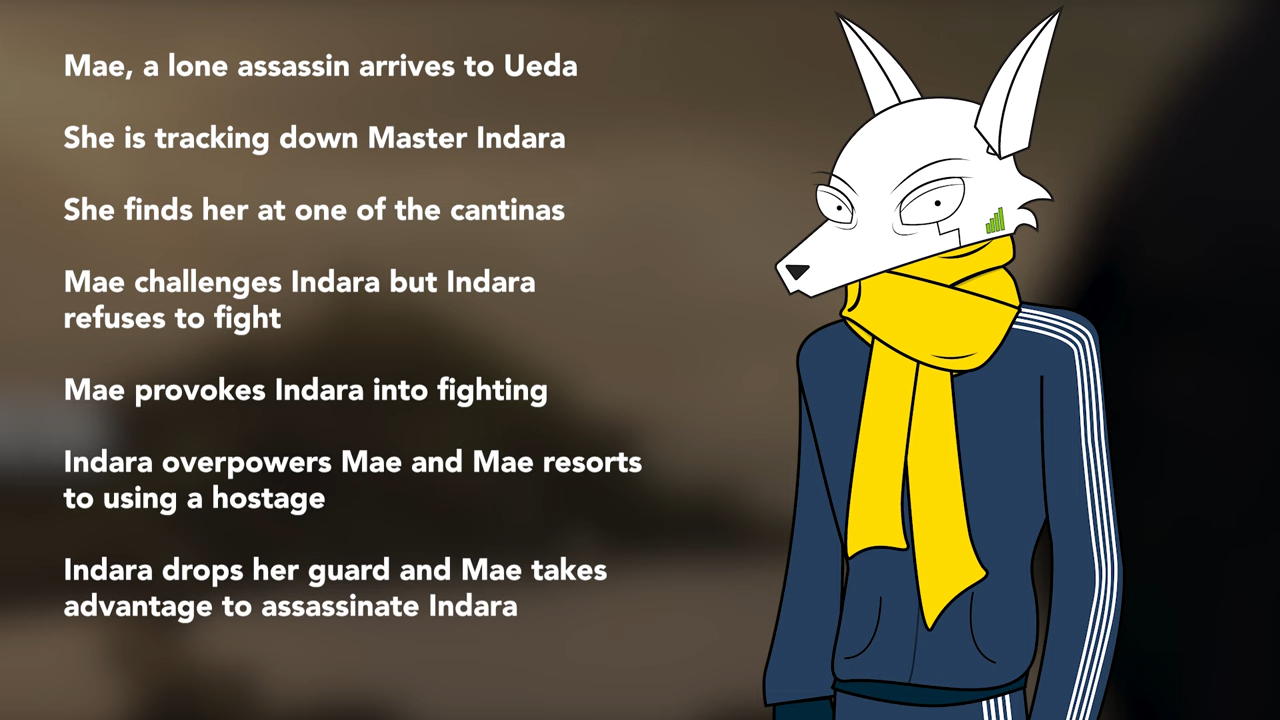 Mae, a lone assassin arrives to Ueda
She is tracking down Master Indara
She finds her at one of the cantinas
Mae challenges Indara but Indara
refuses to fight
Mae provokes Indara into fighting
Indara overpowers Mae and Mae resorts
to using a hostage
Indara drops her guard and Mae takes
advantage to assassinate Indara